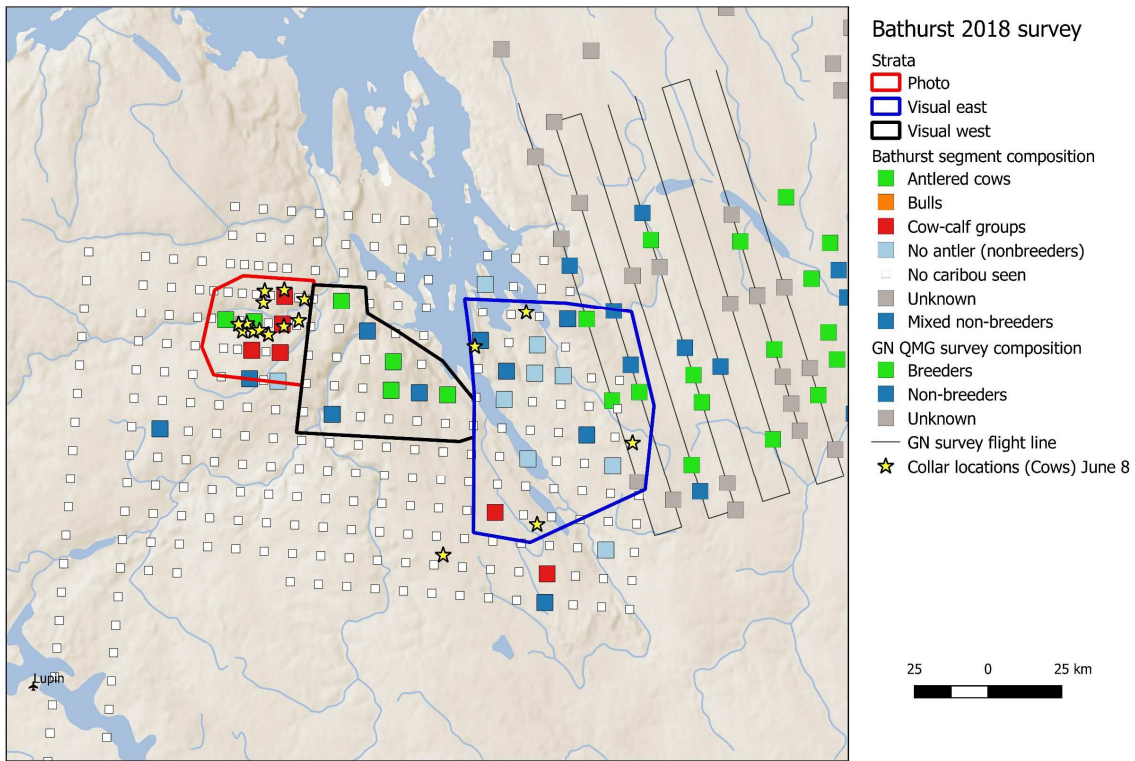 Bathurst 2018 survey
Strata
Photo
Visual east
Visual west
Bathurst segment composition
Antlered cows
Bulls
Cow-calf groups
No antler (nonbreeders)
No caribou seen
Unknown
Mixed non-breeders
GN QMG survey composition
Breeders
Non-breeders
Unknown
GN survey flight line
Collar locations (Cows) June 8
25 0 25 km
Lupin